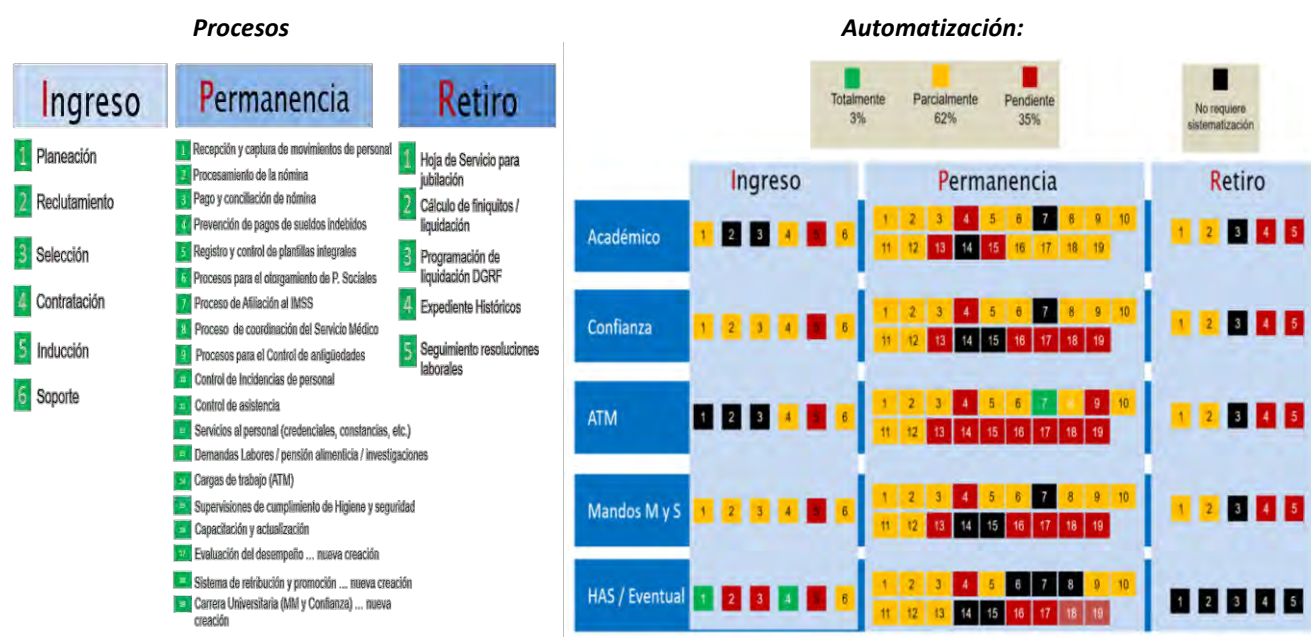 Procesos
Automatización:
Ingreso
Permanencia
Retiro
1 Planeación
2 Reclutamiento
3 Selección
4 Contratación
5 Inducción
6 Soporte
1 Recepción y captura de movimientos de personal
2 Procesamiento de la nómina
3 Pago y conciliación de nómina
4 Prevención de pagos de sueldos indebidos
5 Registro y control de plantillas integrales
6 Procesos para el otorgamiento de P. Sociales
7 Proceso de Afiliación al IMSS
8 Proceso de coordinación del Servicio Médico
9 Procesos para el Control de antigüedades
10 Control de Incidencias de personal
11 Control de asistencia
12 Servicios al personal (credenciales, constancias, etc.)
13 Demandas Labores / pensión alimenticia / investigaciones
14 Cargas de trabajo (ATM)
15 Supervisiones de cumplimiento de Higiene y seguridad
16 Capacitación y actualización
17 Evaluación del desempeño ... nueva creación
18 Sistema de retribución y promoción ... nueva creación
19 Carrera Universitaria (MM y Confianza) ... nueva
creación
1 Hoja de Servicio para
jubilación
2 Cálculo de finiquitos /
liquidación
3 Programación de
liquidación DGRF
4 Expediente Históricos
5 Seguimiento resoluciones
laborales
Totalmente
3%
Parcialmente
62%
Pendiente
35%
No requiere
sistematización
Ingreso
Permanencia
Retiro
Académico
1 2 3 4 5 6
1 2 3 4 5 6 7 8 9 10
11 12 13 14 15 16 17 18 19
1 2 3 4 5
Confianza
1 2 3 4 5 6
1 2 3 4 5 6 7 8 9 10
11 12 13 14 15 16 17 18 19
1 2 3 4 5
ATM
1 2 3 4 5 6
1 2 3 4 5 6 7 8 9 10
11 12 13 14 15 16 17 18 19
1 2 3 4 5
Mandos M y S
1 2 3 4 5 6
1 2 3 4 5 6 7 8 9 10
11 12 13 14 15 16 17 18 19
1 2 3 4 5
HAS / Eventual
1 2 3 4 5 6
1 2 3 4 5 6 7 8 9 10
11 12 13 14 15 16 17 18 19
1 2 3 4 5